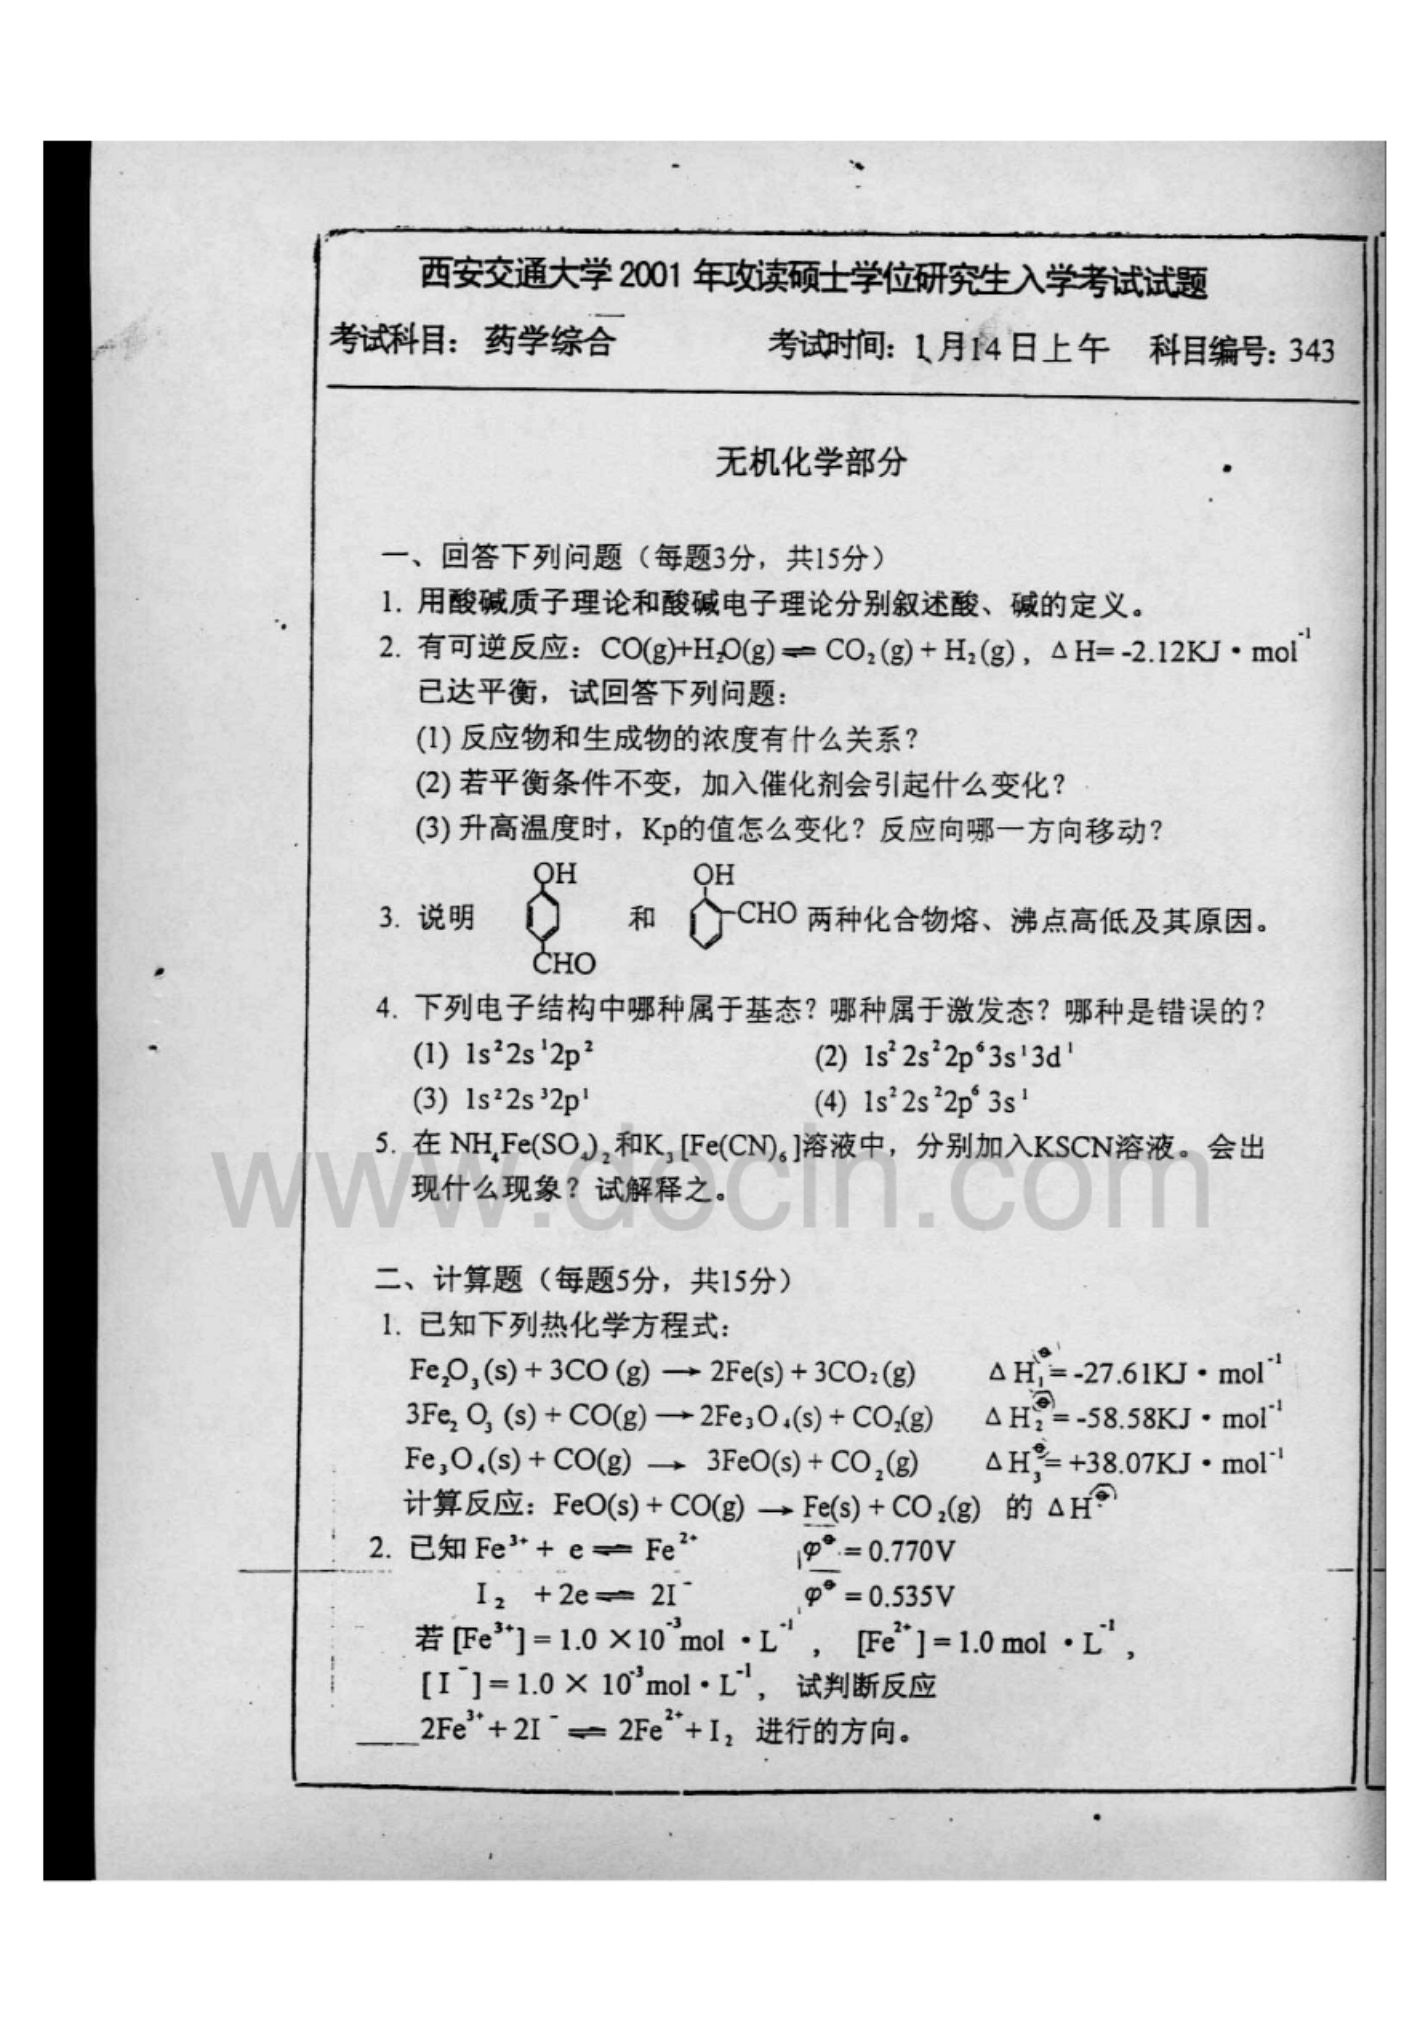 西安交通大学2001年攻读硕士学位研究生入学考试试题
考试科目：药学综合 考试时间：1月14日上午 科目编号：343
无机化学部分
一、回答下列问题（每题3分，共15分）
1. 用酸碱质子理论和酸碱电子理论分别叙述酸、碱的定义。
2. 有可逆反应：CO(g)+H₂O(g)⇌CO₂(g)+H₂(g)，ΔH=-2.12KJ·mol⁻¹
已达平衡，试回答下列问题：
(1) 反应物和生成物的浓度有什么关系？
(2) 若平衡条件不变，加入催化剂会引起什么变化？
(3) 升高温度时，Kp的值怎么变化？反应向哪一方向移动？
OH OH
3. 说明 和 CHO 两种化合物熔、沸点高低及其原因。
CHO
4. 下列电子结构中哪种属于基态？哪种属于激发态？哪种是错误的？
(1) 1s²2s¹2p² (2) 1s²2s²2p⁶3s¹3d¹
(3) 1s²2s³2p¹ (4) 1s²2s²2p⁶3s¹
5. 在NH₄Fe(SO₄)₂和K₃[Fe(CN)₆]溶液中，分别加入KSCN溶液。会出
现什么现象？试解释之。
www.docin.com
二、计算题（每题5分，共15分）
1. 已知下列热化学方程式：
Fe₂O₃(s)+3CO(g)→2Fe(s)+3CO₂(g) ΔH₁^⊖=-27.61KJ·mol⁻¹
3Fe₂O₃(s)+CO(g)→2Fe₃O₄(s)+CO₂(g) ΔH₂^⊖=-58.58KJ·mol⁻¹
Fe₃O₄(s)+CO(g)→3FeO(s)+CO₂(g) ΔH₃^⊖=+38.07KJ·mol⁻¹
计算反应：FeO(s)+CO(g)→Fe(s)+CO₂(g) 的ΔH^⊖
2. 已知Fe³⁺+e⇌Fe²⁺ φ^⊖=0.770V
I₂+2e⇌2I⁻ φ^⊖=0.535V
若[Fe³⁺]=1.0×10⁻³mol·L⁻¹，[Fe²⁺]=1.0mol·L⁻¹，
[I⁻]=1.0×10⁻³mol·L⁻¹，试判断反应
2Fe³⁺+2I⁻⇌2Fe²⁺+I₂ 进行的方向。